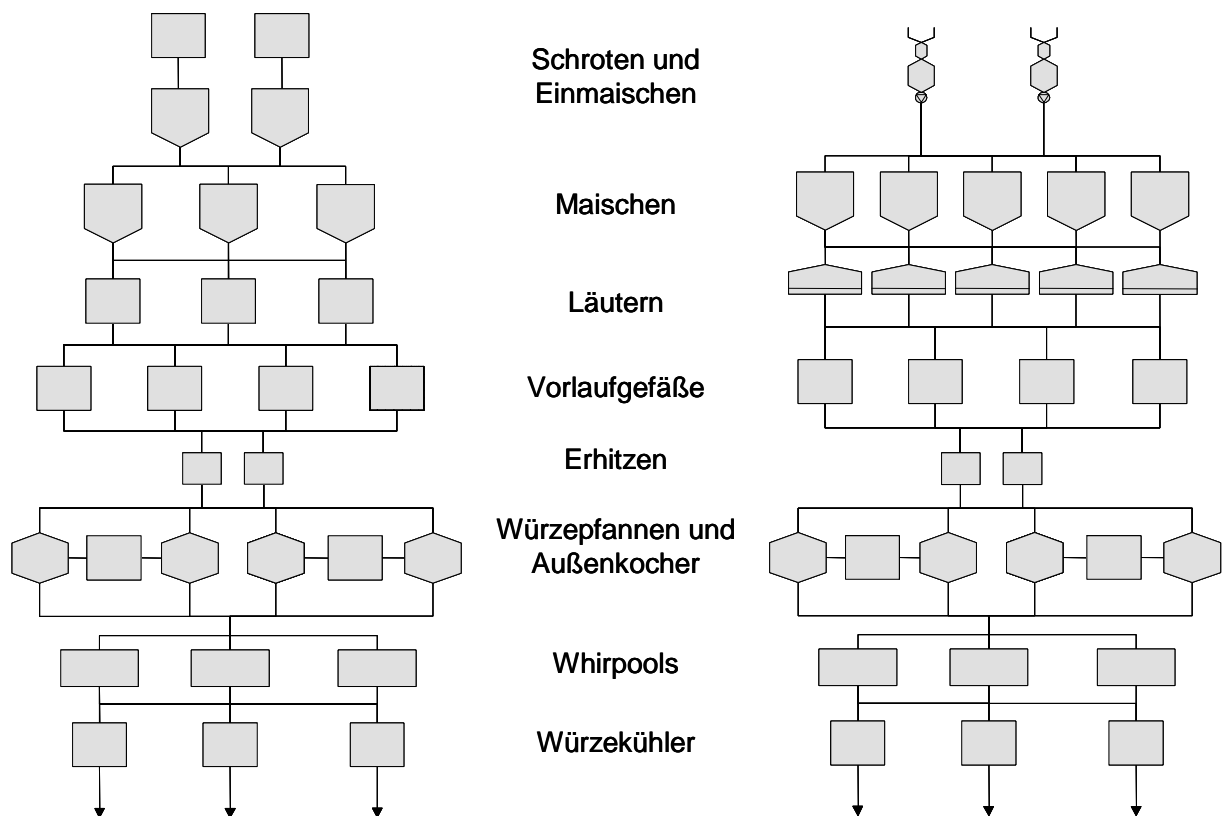 Schroten und
Einmaischen
Maischen
Läutern
Vorlaufgefäße
Erhitzen
Würzepfannen und
Außenkocher
Whirpools
Würzekühler